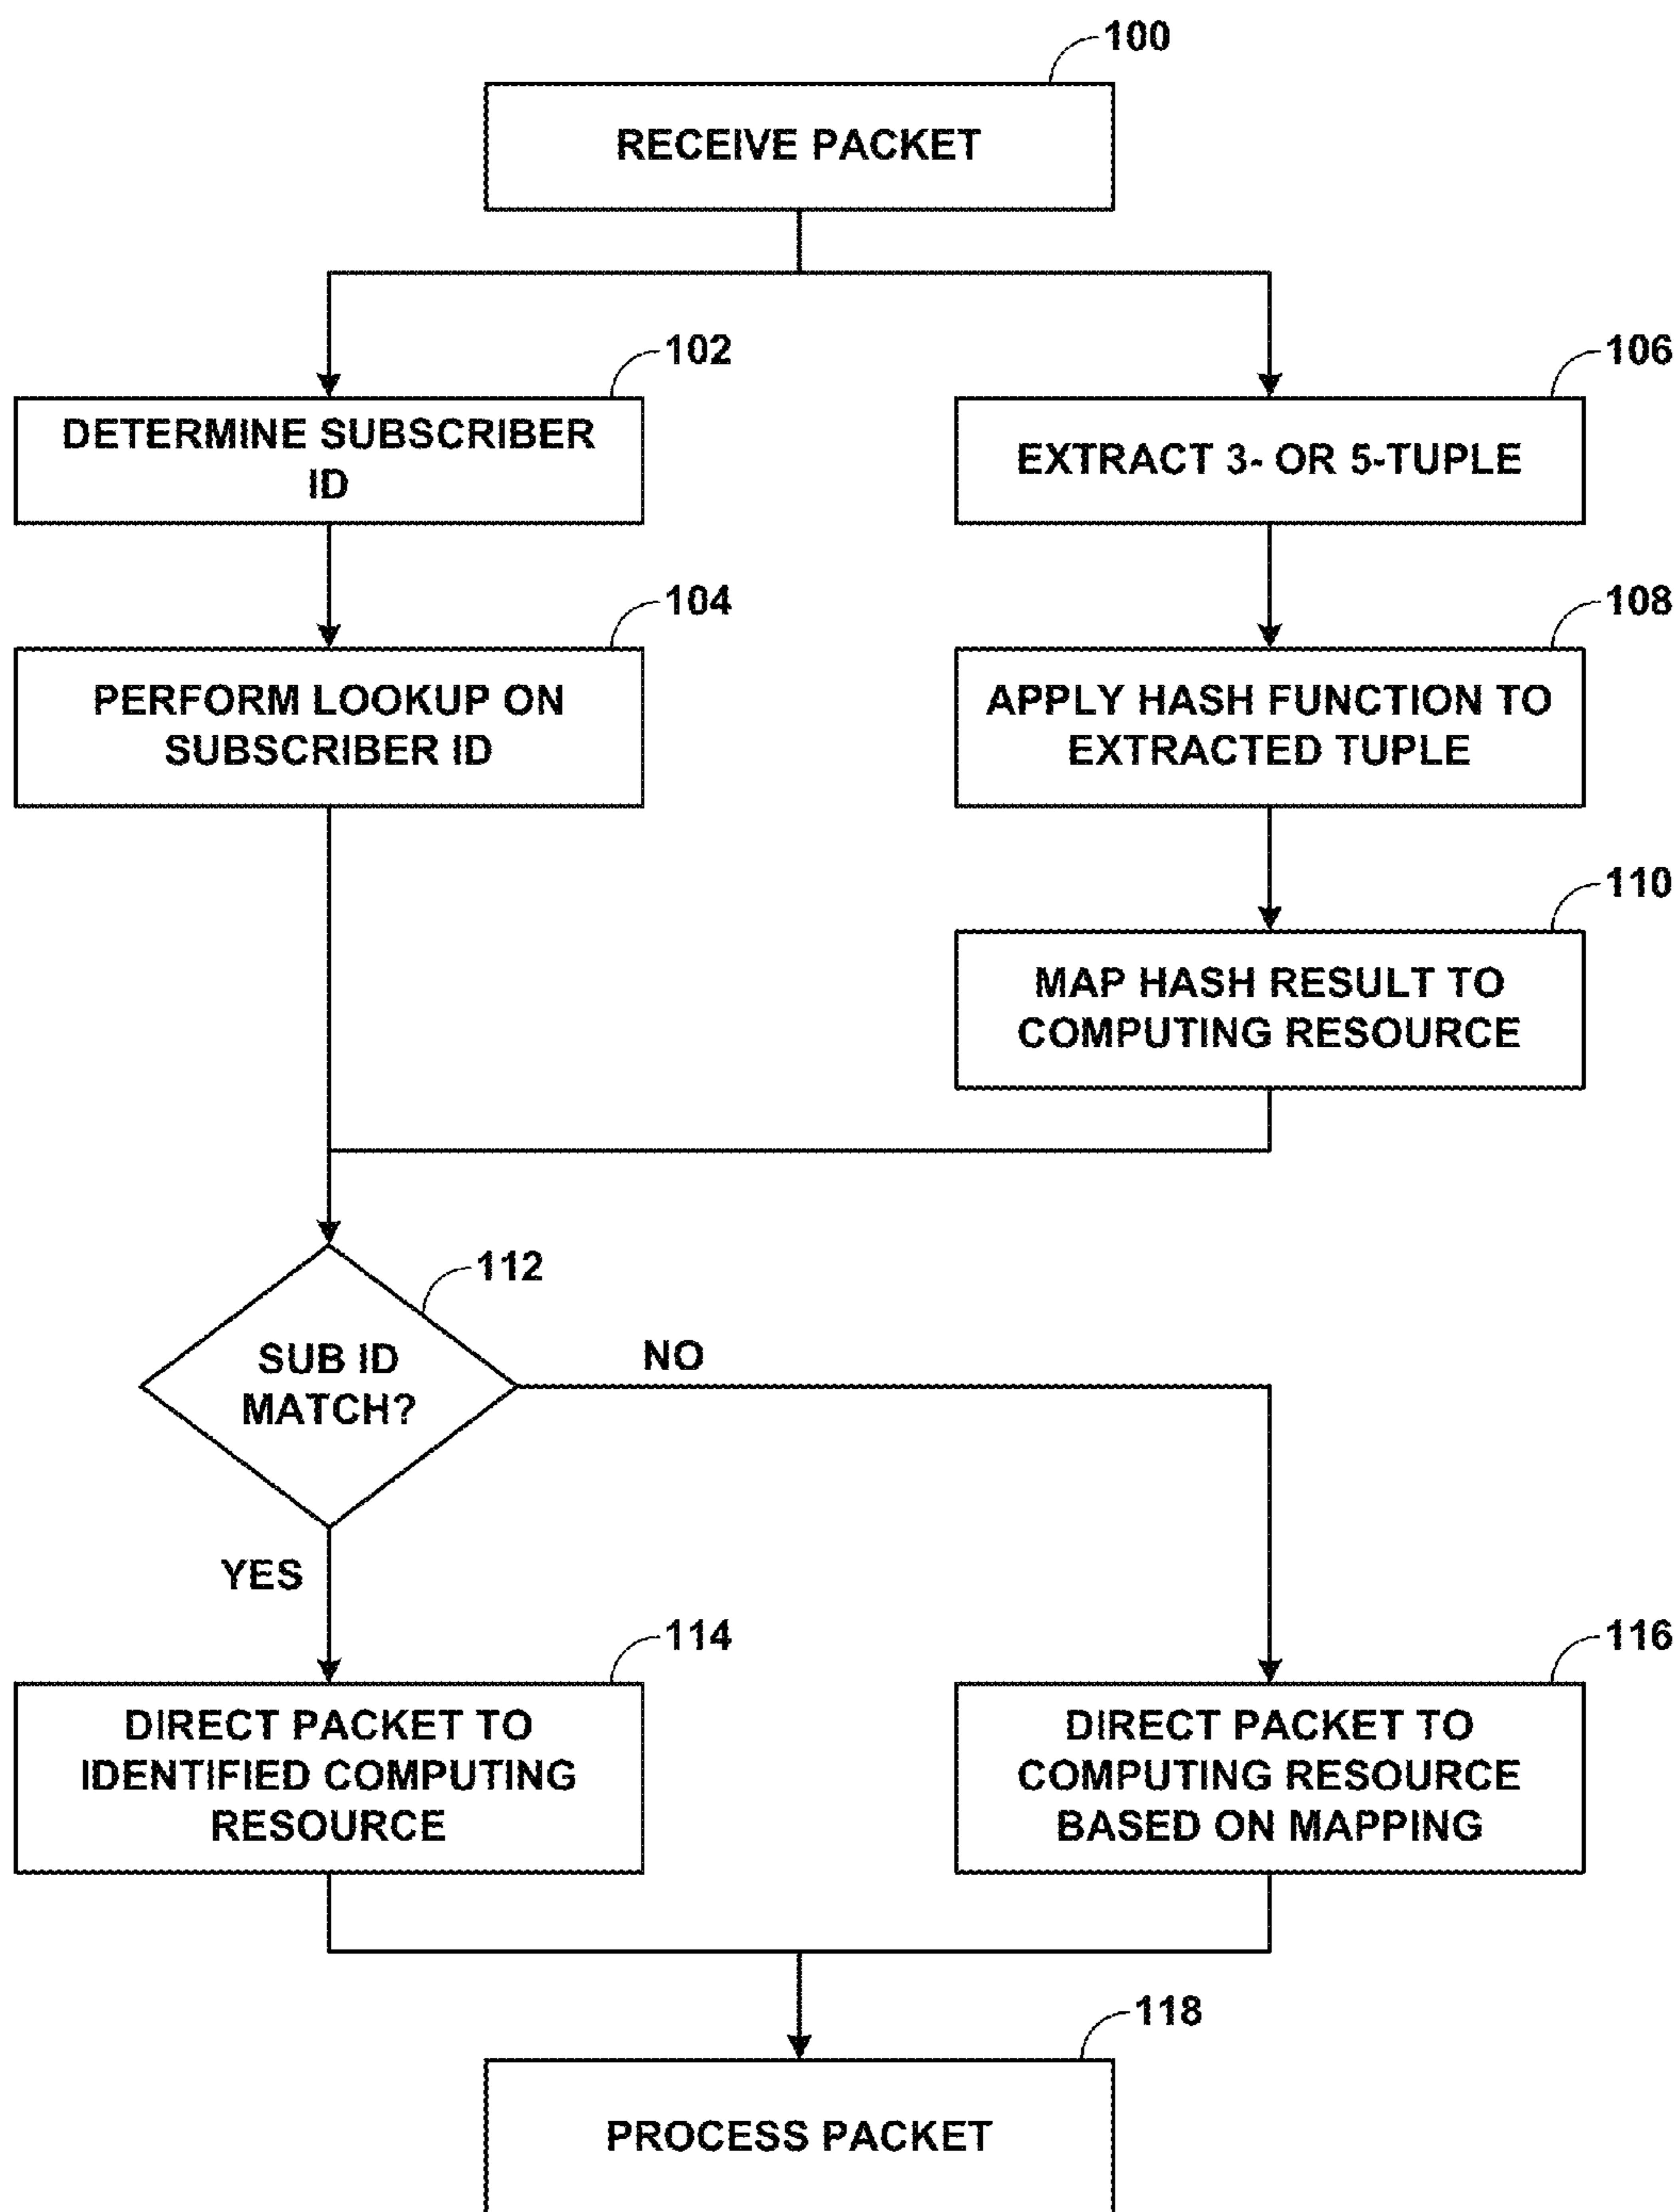 100
RECEIVE PACKET
102
DETERMINE SUBSCRIBER
ID
106
EXTRACT 3- OR 5-TUPLE
104
PERFORM LOOKUP ON
SUBSCRIBER ID
108
APPLY HASH FUNCTION TO
EXTRACTED TUPLE
110
MAP HASH RESULT TO
COMPUTING RESOURCE
112
SUB ID
MATCH?
NO
YES
114
DIRECT PACKET TO
IDENTIFIED COMPUTING
RESOURCE
116
DIRECT PACKET TO
COMPUTING RESOURCE
BASED ON MAPPING
118
PROCESS PACKET